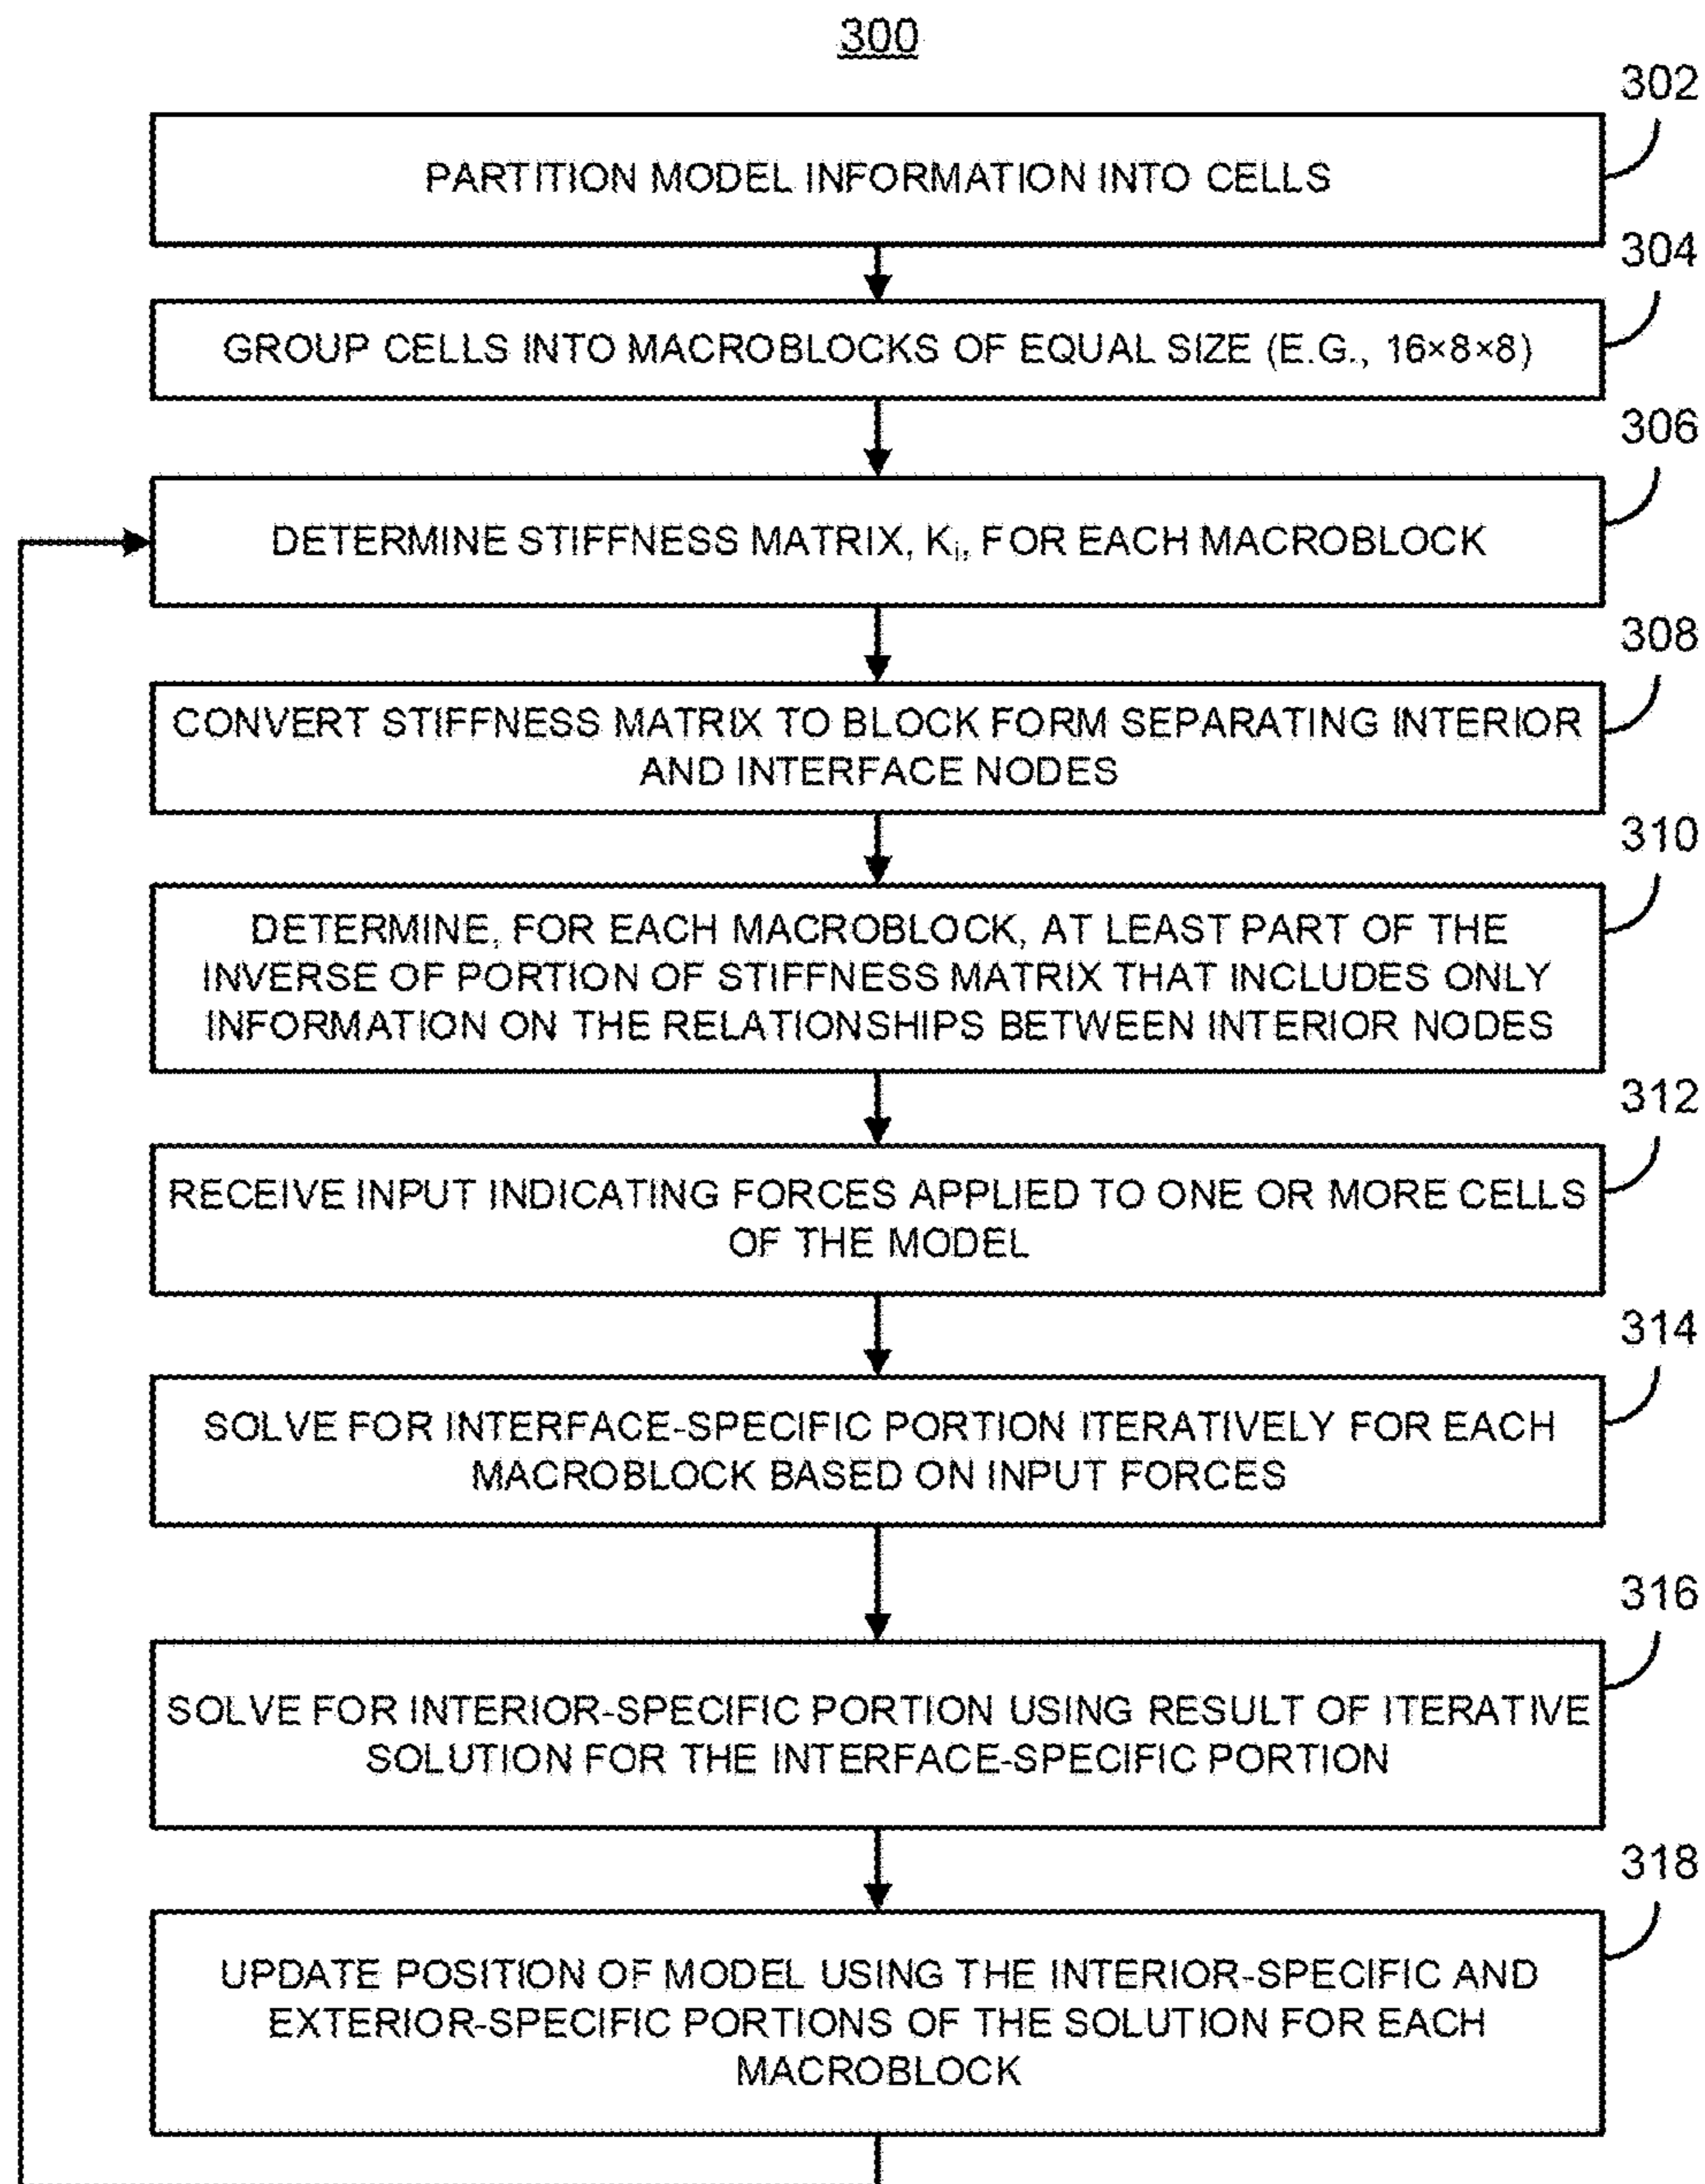 300
302
PARTITION MODEL INFORMATION INTO CELLS
304
GROUP CELLS INTO MACROBLOCKS OF EQUAL SIZE (E.G., 16×8×8)
306
DETERMINE STIFFNESS MATRIX, Ki, FOR EACH MACROBLOCK
308
CONVERT STIFFNESS MATRIX TO BLOCK FORM SEPARATING INTERIOR
AND INTERFACE NODES
310
DETERMINE, FOR EACH MACROBLOCK, AT LEAST PART OF THE
INVERSE OF PORTION OF STIFFNESS MATRIX THAT INCLUDES ONLY
INFORMATION ON THE RELATIONSHIPS BETWEEN INTERIOR NODES
312
RECEIVE INPUT INDICATING FORCES APPLIED TO ONE OR MORE CELLS
OF THE MODEL
314
SOLVE FOR INTERFACE-SPECIFIC PORTION ITERATIVELY FOR EACH
MACROBLOCK BASED ON INPUT FORCES
316
SOLVE FOR INTERIOR-SPECIFIC PORTION USING RESULT OF ITERATIVE
SOLUTION FOR THE INTERFACE-SPECIFIC PORTION
318
UPDATE POSITION OF MODEL USING THE INTERIOR-SPECIFIC AND
EXTERIOR-SPECIFIC PORTIONS OF THE SOLUTION FOR EACH
MACROBLOCK